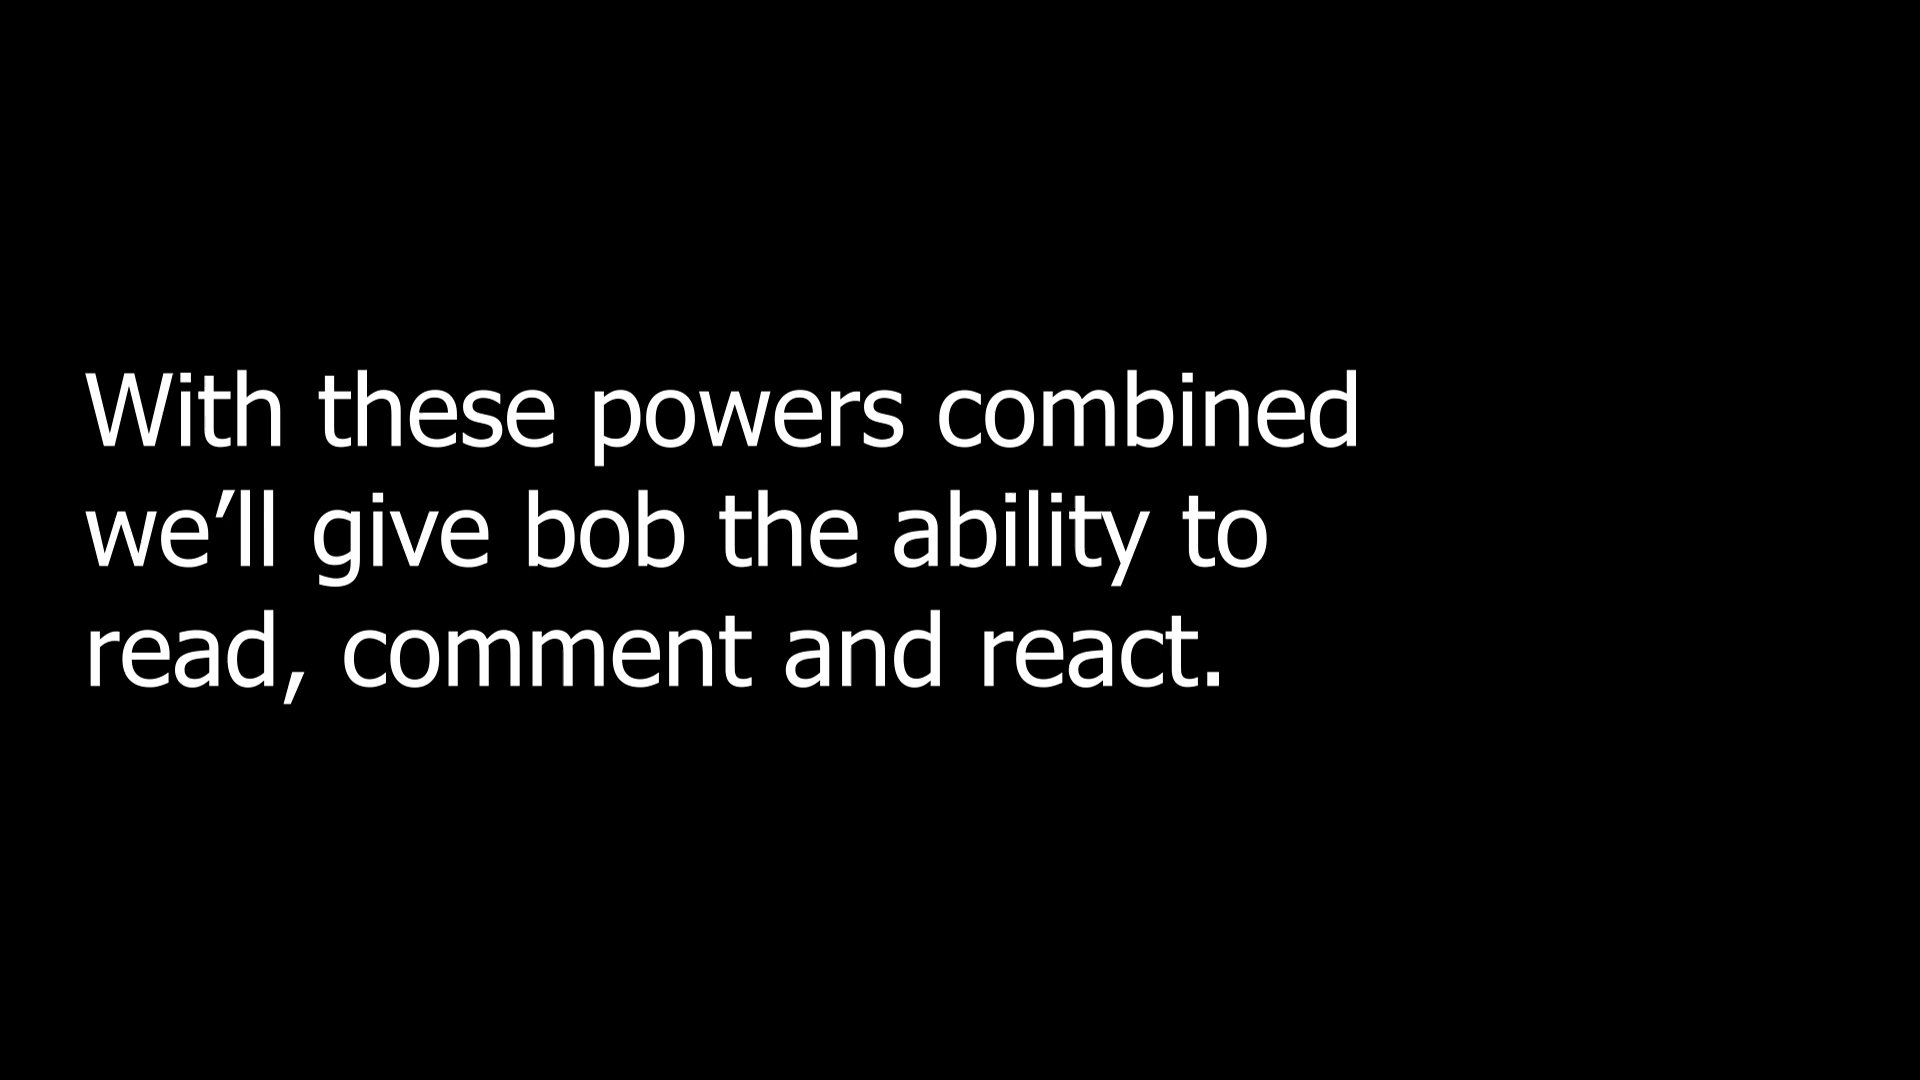 With these powers combined
we’ll give bob the ability to
read, comment and react.